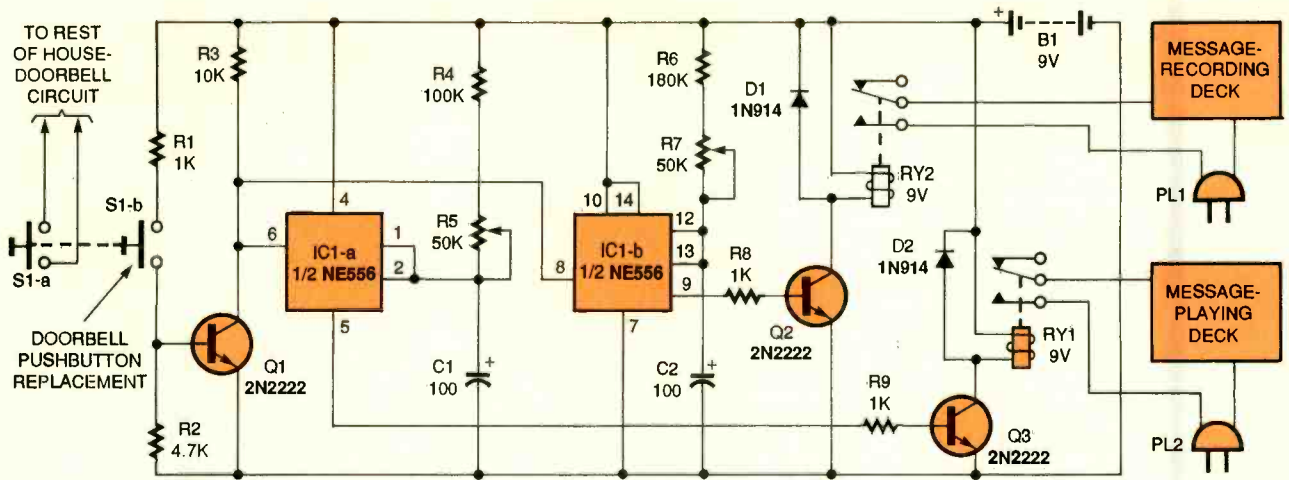 TO REST
OF HOUSE-
DOORBELL
CIRCUIT
S1-a
S1-b
DOORBELL
PUSHBUTTON
REPLACEMENT
R1
1K
R2
4.7K
R3
10K
Q1
2N2222
4
6
IC1-a
1/2 NE556
1
2
5
R4
100K
R5
50K
C1
100
+
10
14
8
IC1-b
1/2 NE556
12
13
9
7
R6
180K
R7
50K
C2
100
+
R8
1K
Q2
2N2222
D1
1N914
RY2
9V
R9
1K
Q3
2N2222
D2
1N914
RY1
9V
+
B1
9V
MESSAGE-
RECORDING
DECK
PL1
MESSAGE-
PLAYING
DECK
PL2